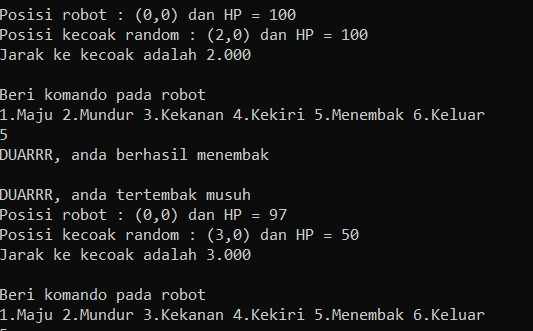 Posisi robot : (0,0) dan HP = 100
Posisi kecoak random : (2,0) dan HP = 100
Jarak ke kecoak adalah 2.000
Beri komando pada robot
1.Maju 2.Mundur 3.Kekanan 4.Kekiri 5.Menembak 6.Keluar
5
DUARRR, anda berhasil menembak
DUARRR, anda tertembak musuh
Posisi robot : (0,0) dan HP = 97
Posisi kecoak random : (3,0) dan HP = 50
Jarak ke kecoak adalah 3.000
Beri komando pada robot
1.Maju 2.Mundur 3.Kekanan 4.Kekiri 5.Menembak 6.Keluar